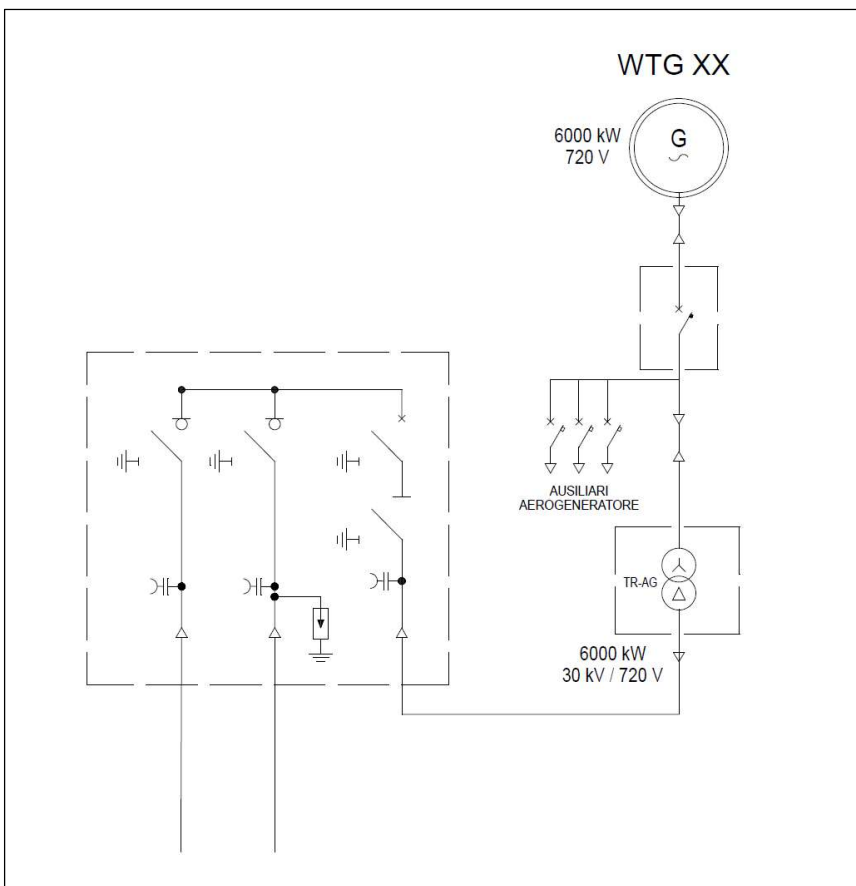 WTG XX
6000 kW
720 V
G
AUSILIARI
AEROGENERATORE
TR-AG
6000 kW
30 kV / 720 V